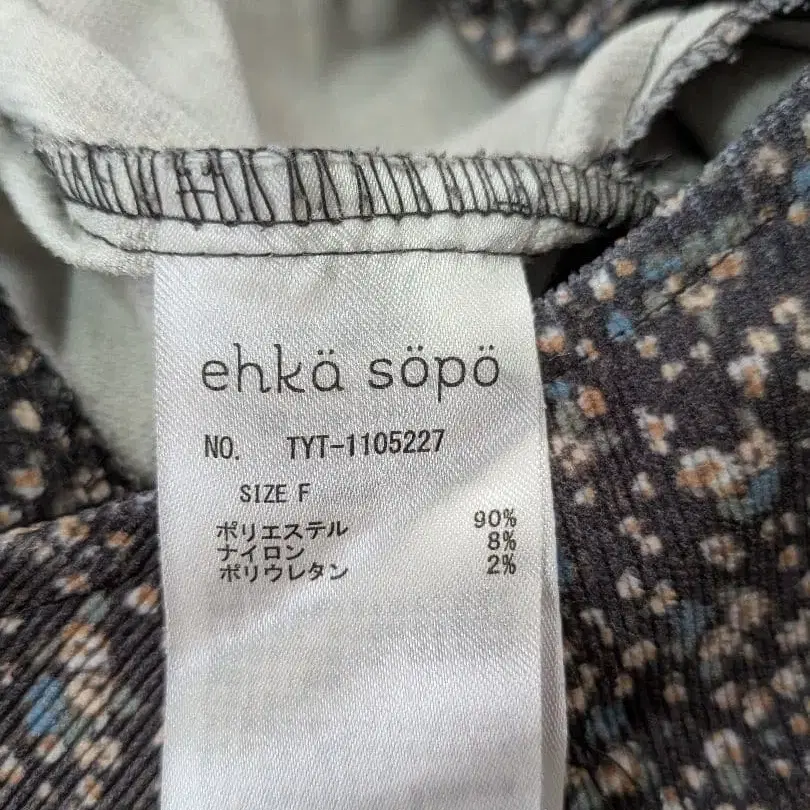 ehkä söpö
NO. TYT-1105227
SIZE F
ポリエステル 90%
ナイロン 8%
ポリウレタン 2%